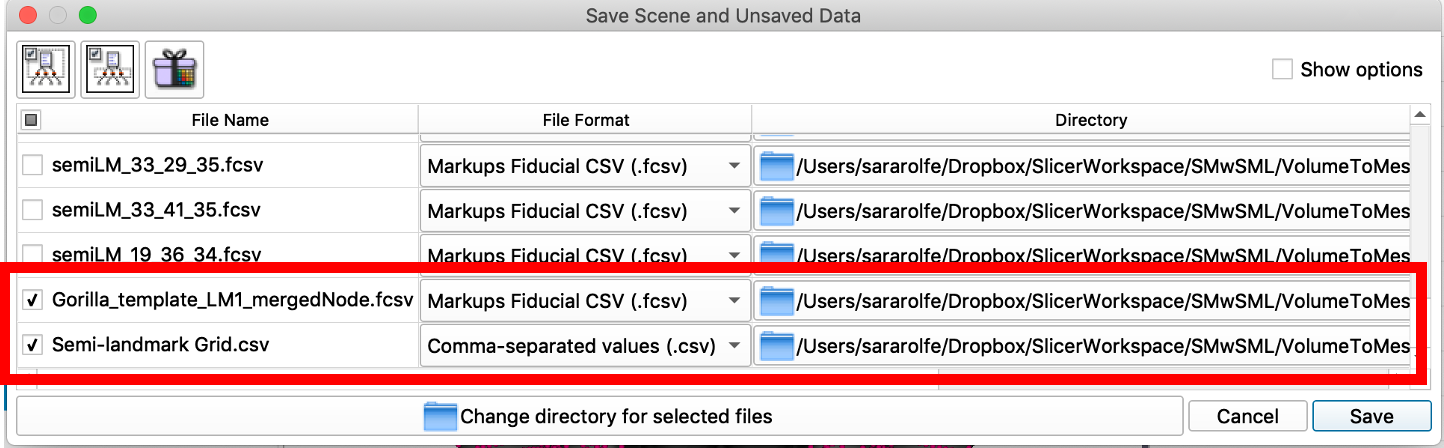 Save Scene and Unsaved Data
Show options
File Name File Format Directory
semiLM_33_29_35.fcsv Markups Fiducial CSV (.fcsv) /Users/sararolfe/Dropbox/SlicerWorkspace/SMwSML/VolumeToMes
semiLM_33_41_35.fcsv Markups Fiducial CSV (.fcsv) /Users/sararolfe/Dropbox/SlicerWorkspace/SMwSML/VolumeToMes
semiLM_19_36_34.fcsv Markups Fiducial CSV (.fcsv) /Users/sararolfe/Dropbox/SlicerWorkspace/SMwSML/VolumeToMes
Gorilla_template_LM1_mergedNode.fcsv Markups Fiducial CSV (.fcsv) /Users/sararolfe/Dropbox/SlicerWorkspace/SMwSML/VolumeToMes
Semi-landmark Grid.csv Comma-separated values (.csv) /Users/sararolfe/Dropbox/SlicerWorkspace/SMwSML/VolumeToMes
Change directory for selected files Cancel Save